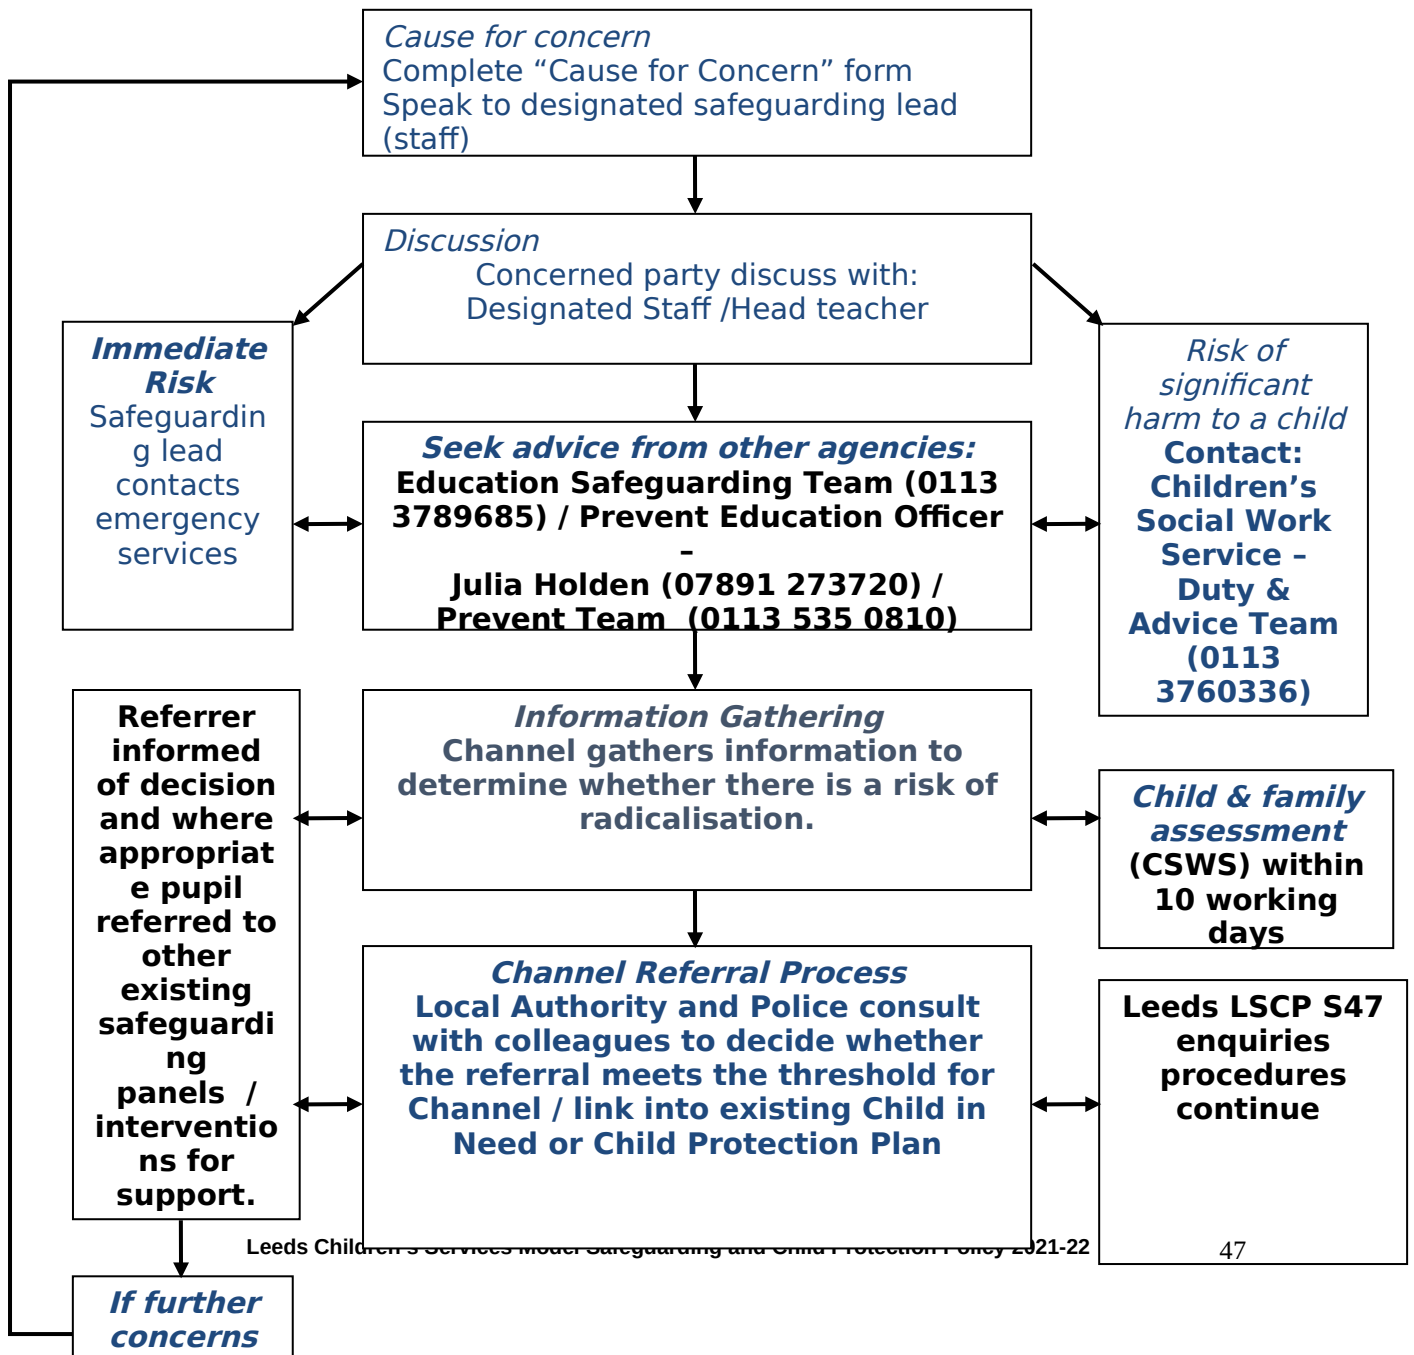 Cause for concern
Complete “Cause for Concern” form
Speak to designated safeguarding lead
(staff)
Discussion
Concerned party discuss with:
Designated Staff /Head teacher
Immediate
Risk
Safeguardin
g lead
contacts
emergency
services
Seek advice from other agencies:
Education Safeguarding Team (0113
3789685) / Prevent Education Officer
–
Julia Holden (07891 273720) /
Prevent Team  (0113 535 0810)
Risk of
significant
harm to a child
Contact:
Children’s
Social Work
Service –
Duty &
Advice Team
(0113
3760336)
Referrer
informed
of decision
and where
appropriat
e pupil
referred to
other
existing
safeguardi
ng
panels  /
interventio
ns for
support.
Information Gathering
Channel gathers information to
determine whether there is a risk of
radicalisation.
Child & family
assessment
(CSWS) within
10 working
days
Channel Referral Process
Local Authority and Police consult
with colleagues to decide whether
the referral meets the threshold for
Channel / link into existing Child in
Need or Child Protection Plan
Leeds LSCP S47
enquiries
procedures
continue
Leeds Children’s Services Model Safeguarding and Child Protection Policy 2021-22
47
If further
concerns